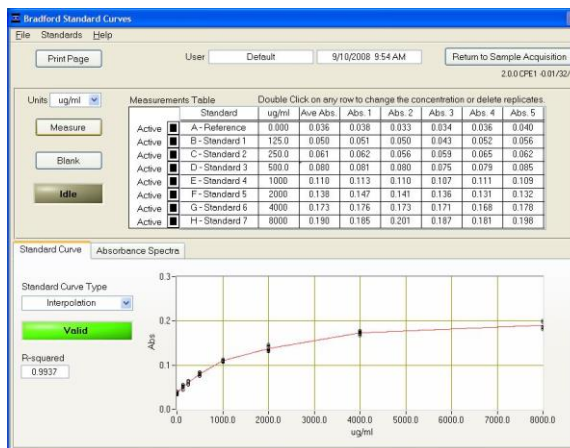 Bradford Standard Curves
File Standards Help
Print Page User Default 9/10/2008 9:54 AM Return to Sample Acquisition
2.0.0 CPE1 -0.01/32/
Units ug/ml Measurements Table Double Click on any row to change the concentration or delete replicates.
Standard ug/ml Ave Abs. Abs. 1 Abs. 2 Abs. 3 Abs. 4 Abs. 5
Active A - Reference 0.000 0.036 0.038 0.033 0.034 0.036 0.040
Measure Active B - Standard 1 125.0 0.050 0.051 0.050 0.043 0.052 0.056
Active C - Standard 2 250.0 0.061 0.062 0.056 0.059 0.065 0.062
Blank Active D - Standard 3 500.0 0.080 0.081 0.080 0.075 0.079 0.085
Active E - Standard 4 1000 0.110 0.113 0.110 0.107 0.111 0.109
Idle Active F - Standard 5 2000 0.138 0.147 0.141 0.136 0.131 0.132
Active G - Standard 6 4000 0.173 0.176 0.173 0.171 0.168 0.178
Active H - Standard 7 8000 0.190 0.185 0.201 0.187 0.181 0.198
Standard Curve Absorbance Spectra
Standard Curve Type
Interpolation
Valid
R-squared
0.9937
0.3
0.2
Abs
0.1
0.0
0.0 1000.0 2000.0 3000.0 4000.0 5000.0 6000.0 7000.0 8000.0
ug/ml